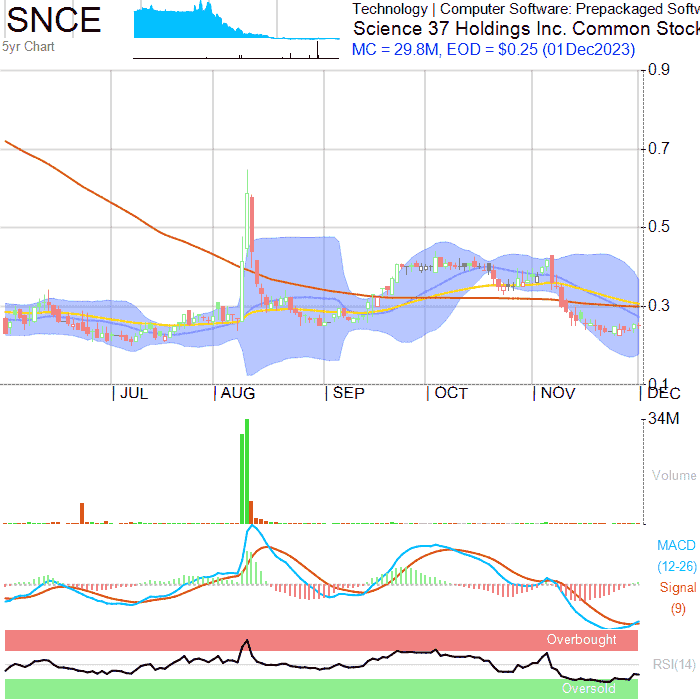 SNCE
5yr Chart
Technology | Computer Software: Prepackaged Softw
Science 37 Holdings Inc. Common Stock
MC = 29.8M, EOD = $0.25 (01Dec2023)
0.9
0.7
0.5
0.3
0.1
JUL
AUG
SEP
OCT
NOV
DEC
34M
Volume
MACD
(12-26)
Signal
(9)
Overbought
RSI(14)
Oversold